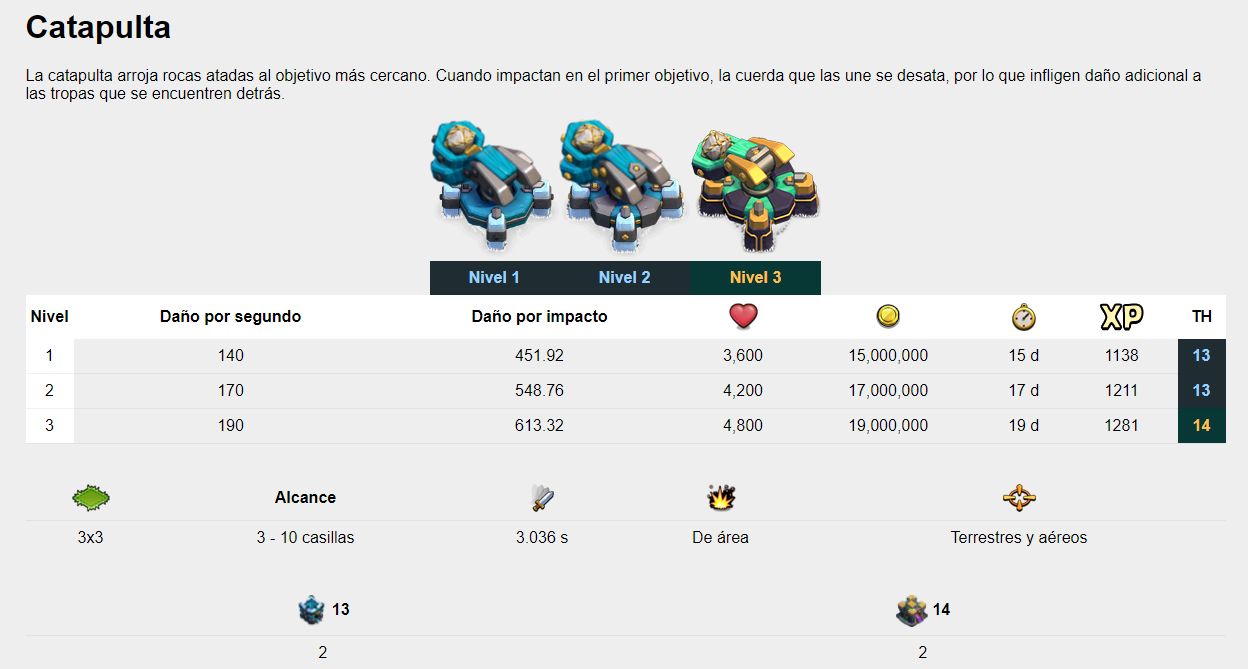 Catapulta
La catapulta arroja rocas atadas al objetivo más cercano. Cuando impactan en el primer objetivo, la cuerda que las une se desata, por lo que infligen daño adicional a
las tropas que se encuentren detrás.
Nivel 1 Nivel 2 Nivel 3
Nivel Daño por segundo Daño por impacto XP TH
1 140 451.92 3,600 15,000,000 15 d 1138 13
2 170 548.76 4,200 17,000,000 17 d 1211 13
3 190 613.32 4,800 19,000,000 19 d 1281 14
Alcance
3x3 3 - 10 casillas 3.036 s De área Terrestres y aéreos
13 14
2 2